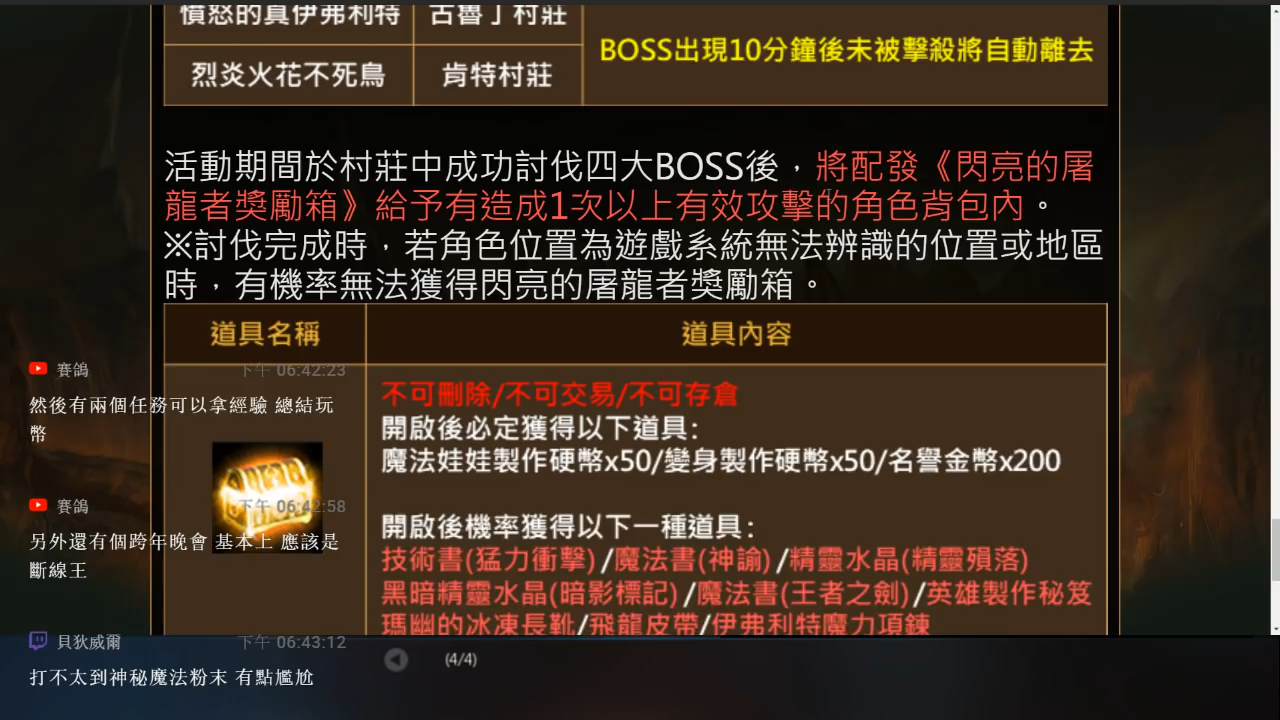 憤怒的真伊弗利特
古魯丁村莊
BOSS出現10分鐘後未被擊殺將自動離去
烈炎火花不死鳥
肯特村莊
活動期間於村莊中成功討伐四大BOSS後，將配發《閃亮的屠
龍者獎勵箱》給予有造成1次以上有效攻擊的角色背包內。
※討伐完成時，若角色位置為遊戲系統無法辨識的位置或地區
時，有機率無法獲得閃亮的屠龍者獎勵箱。
道具名稱
道具內容
不可刪除/不可交易/不可存倉
開啟後必定獲得以下道具:
魔法娃娃製作硬幣x50/變身製作硬幣x50/名譽金幣x200
開啟後機率獲得以下一種道具:
技術書(猛力衝擊)/魔法書(神諭)/精靈水晶(精靈殞落)
黑暗精靈水晶(暗影標記)/魔法書(王者之劍)/英雄製作秘笈
瑪幽的冰凍長靴/飛龍皮帶/伊弗利特魔力項鍊
賽鴿
下午 06:42:23
然後有兩個任務可以拿經驗 總結玩
幣
賽鴿
下午 06:42:58
另外還有個跨年晚會 基本上 應該是
斷線王
貝狄威爾
下午 06:43:12
打不太到神秘魔法粉末 有點尷尬
(4/4)